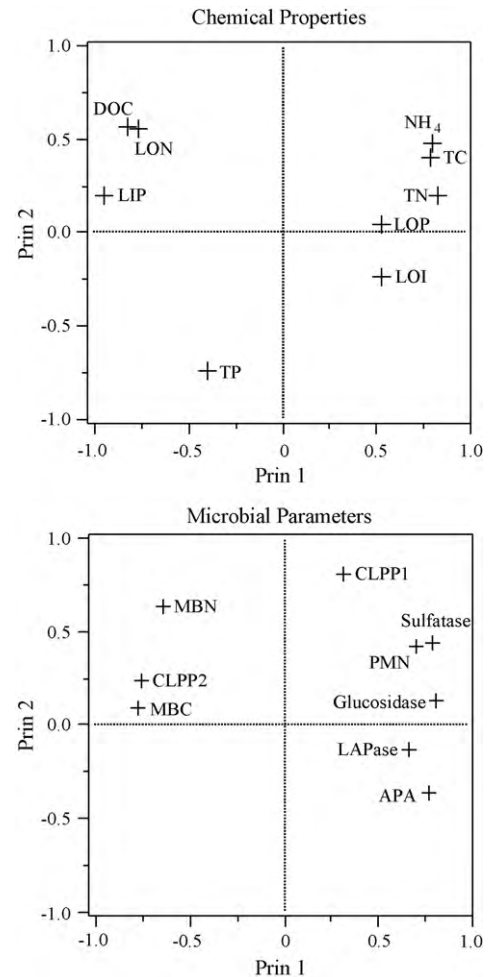 Chemical Properties
1.0
DOC
0.5
NH4
LON
TC
LIP
TN
Prin 2
0.0
LOP
LOI
-0.5
TP
-1.0
-1.0 -0.5 0 0.5 1.0
Prin 1
Microbial Parameters
1.0
CLPP1
MBN
0.5
Sulfatase
PMN
CLPP2
Glucosidase
MBC
Prin 2
0.0
LAPase
APA
-0.5
-1.0
-1.0 -0.5 0 0.5 1.0
Prin 1